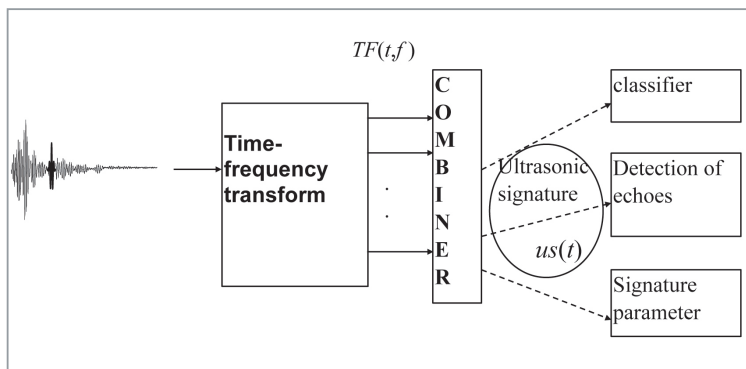 TF(t,f)
Time-
frequency
transform
C
O
M
B
I
N
E
R
Ultrasonic
signature
us(t)
classifier
Detection of
echoes
Signature
parameter